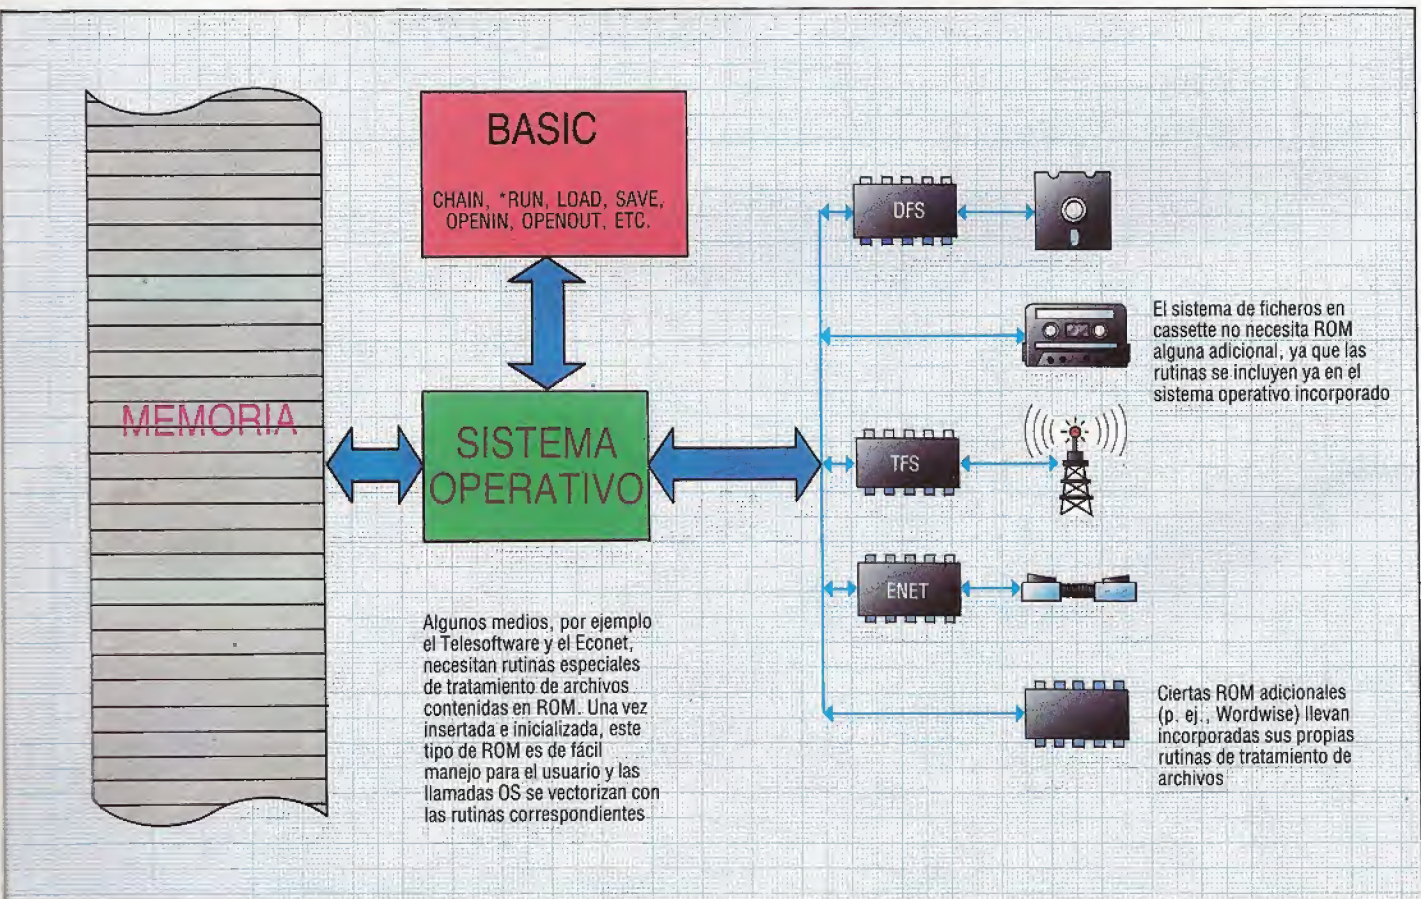 BASIC
CHAIN, *RUN, LOAD, SAVE,
OPENIN, OPENOUT, ETC.
MEMORIA
SISTEMA
OPERATIVO
DFS
El sistema de ficheros en
cassette no necesita ROM
alguna adicional, ya que las
rutinas se incluyen ya en el
sistema operativo incorporado
TFS
ENET
Algunos medios, por ejemplo
el Telesoftware y el Econet,
necesitan rutinas especiales
de tratamiento de archivos
contenidas en ROM. Una vez
insertada e inicializada, este
tipo de ROM es de fácil
manejo para el usuario y las
llamadas OS se vectorizan con
las rutinas correspondientes
Ciertas ROM adicionales
(p. ej., Wordwise) llevan
incorporadas sus propias
rutinas de tratamiento de
archivos